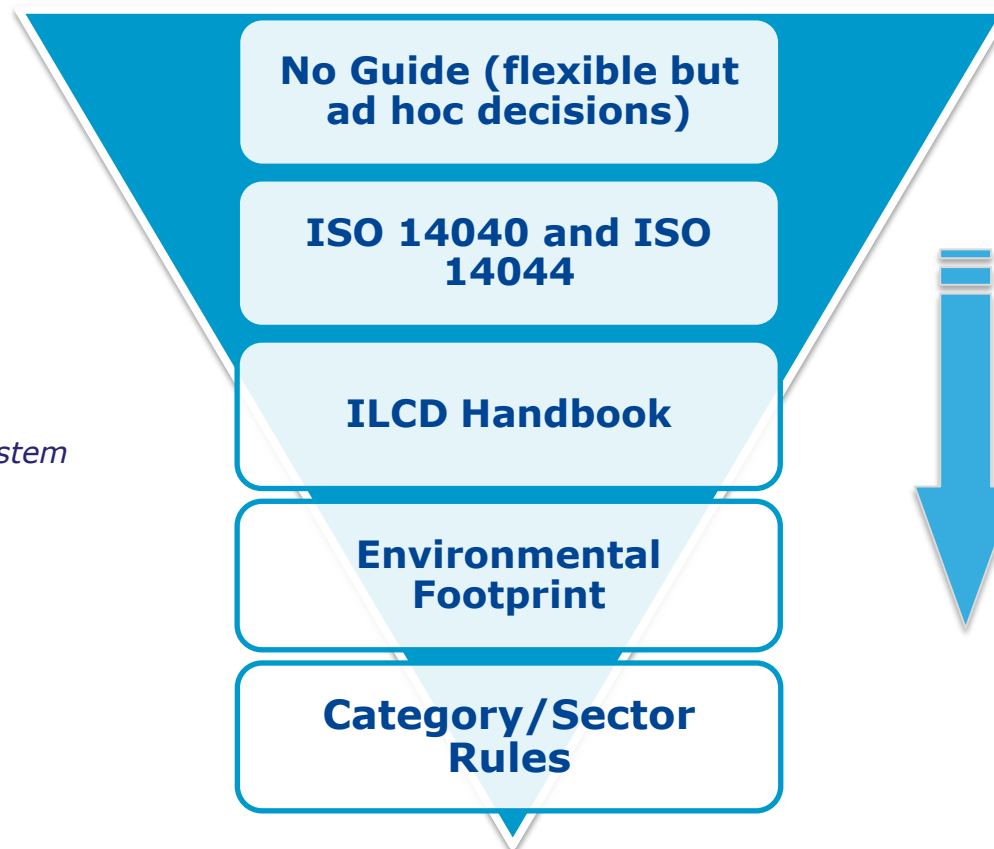 No Guide (flexible but
ad hoc decisions)
ISO 14040 and ISO
14044
ILCD Handbook
Environmental
Footprint
Category/Sector
Rules